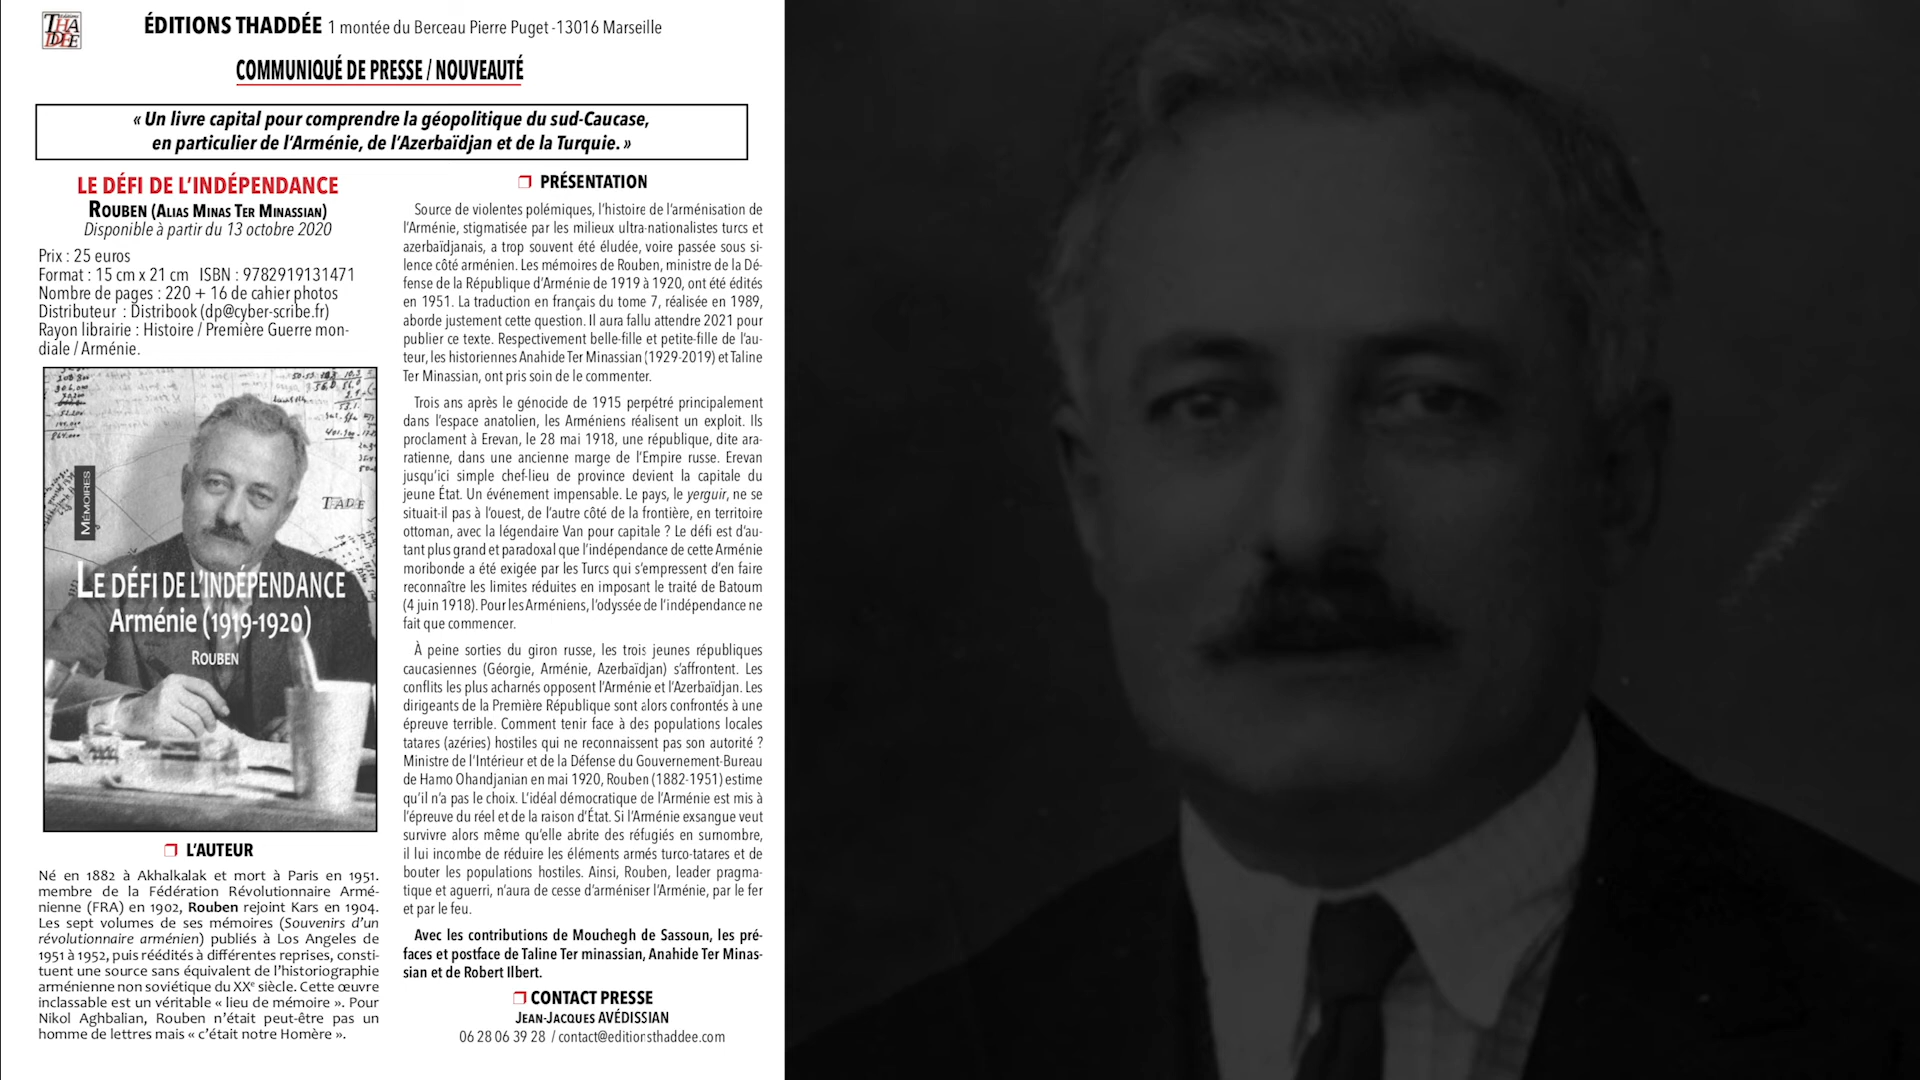 Éditions THADDÉE
ÉDITIONS THADDÉE 1 montée du Berceau Pierre Puget -13016 Marseille
COMMUNIQUÉ DE PRESSE / NOUVEAUTÉ
« Un livre capital pour comprendre la géopolitique du sud-Caucase,
en particulier de l'Arménie, de l'Azerbaïdjan et de la Turquie. »
LE DÉFI DE L'INDÉPENDANCE
ROUBEN (ALIAS MINAS TER MINASSIAN)
Disponible à partir du 13 octobre 2020
Prix : 25 euros
Format : 15 cm x 21 cm ISBN : 9782919131471
Nombre de pages : 220 + 16 de cahier photos
Distributeur : Distribook (dp@cyber-scribe.fr)
Rayon librairie : Histoire / Première Guerre mon-
diale / Arménie.
MÉMOIRES
THADÉE
LE DÉFI DE L'INDÉPENDANCE
Arménie (1919-1920)
ROUBEN
❒ L'AUTEUR
Né en 1882 à Akhalkalak et mort à Paris en 1951.
membre de la Fédération Révolutionnaire Armé-
nienne (FRA) en 1902, Rouben rejoint Kars en 1904.
Les sept volumes de ses mémoires (Souvenirs d'un
révolutionnaire arménien) publiés à Los Angeles de
1951 à 1952, puis réédités à différentes reprises, consti-
tuent une source sans équivalent de l'historiographie
arménienne non soviétique du XXe siècle. Cette œuvre
inclassable est un véritable « lieu de mémoire ». Pour
Nikol Aghbalian, Rouben n'était peut-être pas un
homme de lettres mais « c'était notre Homère ».
❒ PRÉSENTATION
Source de violentes polémiques, l'histoire de l'arménisation de
l'Arménie, stigmatisée par les milieux ultra-nationalistes turcs et
azerbaïdjanais, a trop souvent été éludée, voire passée sous si-
lence côté arménien. Les mémoires de Rouben, ministre de la Dé-
fense de la République d'Arménie de 1919 à 1920, ont été édités
en 1951. La traduction en français du tome 7, réalisée en 1989,
aborde justement cette question. Il aura fallu attendre 2021 pour
publier ce texte. Respectivement belle-fille et petite-fille de l'au-
teur, les historiennes Anahide Ter Minassian (1929-2019) et Taline
Ter Minassian, ont pris soin de le commenter.
Trois ans après le génocide de 1915 perpétré principalement
dans l'espace anatolien, les Arméniens réalisent un exploit. Ils
proclament à Erevan, le 28 mai 1918, une république, dite ara-
ratienne, dans une ancienne marge de l'Empire russe. Erevan
jusqu'ici simple chef-lieu de province devient la capitale du
jeune État. Un événement impensable. Le pays, le yerguir, ne se
situait-il pas à l'ouest, de l'autre côté de la frontière, en territoire
ottoman, avec la légendaire Van pour capitale ? Le défi est d'au-
tant plus grand et paradoxal que l'indépendance de cette Arménie
moribonde a été exigée par les Turcs qui s'empressent d'en faire
reconnaître les limites réduites en imposant le traité de Batoum
(4 juin 1918). Pour les Arméniens, l'odyssée de l'indépendance ne
fait que commencer.
À peine sorties du giron russe, les trois jeunes républiques
caucasiennes (Géorgie, Arménie, Azerbaïdjan) s'affrontent. Les
conflits les plus acharnés opposent l'Arménie et l'Azerbaïdjan. Les
dirigeants de la Première République sont alors confrontés à une
épreuve terrible. Comment tenir face à des populations locales
tatares (azéries) hostiles qui ne reconnaissent pas son autorité ?
Ministre de l'Intérieur et de la Défense du Gouvernement-Bureau
de Hamo Ohandjanian en mai 1920, Rouben (1882-1951) estime
qu'il n'a pas le choix. L'idéal démocratique de l'Arménie est mis à
l'épreuve du réel et de la raison d'État. Si l'Arménie exsangue veut
survivre alors même qu'elle abrite des réfugiés en surnombre,
il lui incombe de réduire les éléments armés turco-tatares et de
bouter les populations hostiles. Ainsi, Rouben, leader pragma-
tique et aguerri, n'aura de cesse d'arméniser l'Arménie, par le fer
et par le feu.
Avec les contributions de Mouchegh de Sassoun, les pré-
faces et postface de Taline Ter minassian, Anahide Ter Minas-
sian et de Robert Ilbert.
❒ CONTACT PRESSE
JEAN-JACQUES AVÉDISSIAN
06 28 06 39 28 / contact@editionsthaddee.com